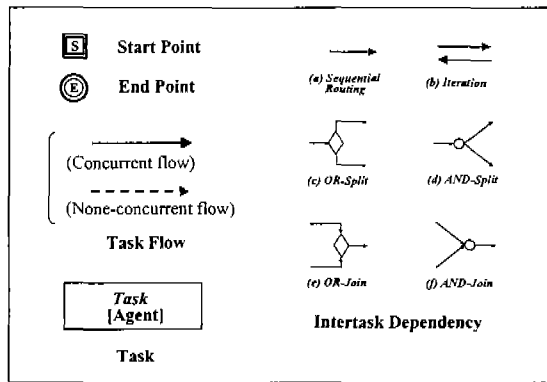 S Start Point
E End Point
(Concurrent flow)
(None-concurrent flow)
Task Flow
Task
[Agent]
Task
(a) Sequential
Routing
(b) Iteration
(c) OR-Split
(d) AND-Split
(e) OR-Join
(f) AND-Join
Intertask Dependency